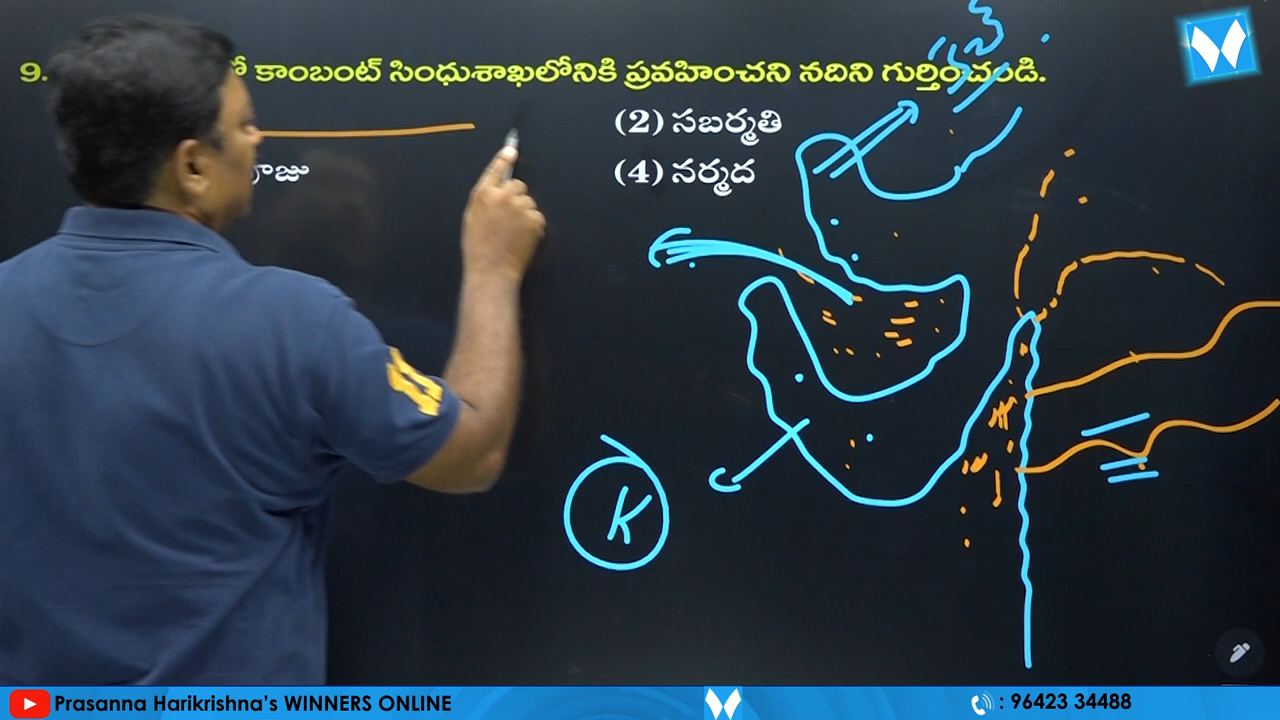 9. కాంబంట్ సింధుశాఖలోనికి ప్రవహించని నదిని గుర్తించండి.
(2) సబర్మతి
(4) నర్మద
K
Prasanna Harikrishna's WINNERS ONLINE
: 96423 34488